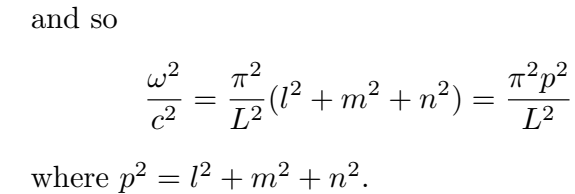 and so
ω²/c² = π²/L² (l² + m² + n²) = π²p²/L²
where p² = l² + m² + n².